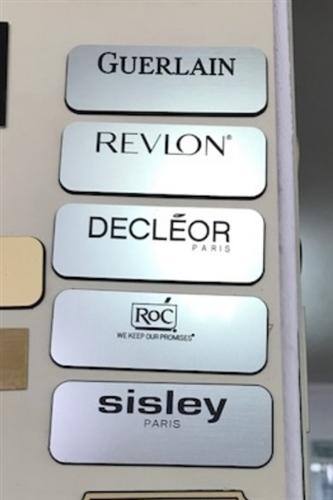 GUERLAIN
REVLON®
DECLÉOR
PARIS
RoC
WE KEEP OUR PROMISES®
sisley
PARIS